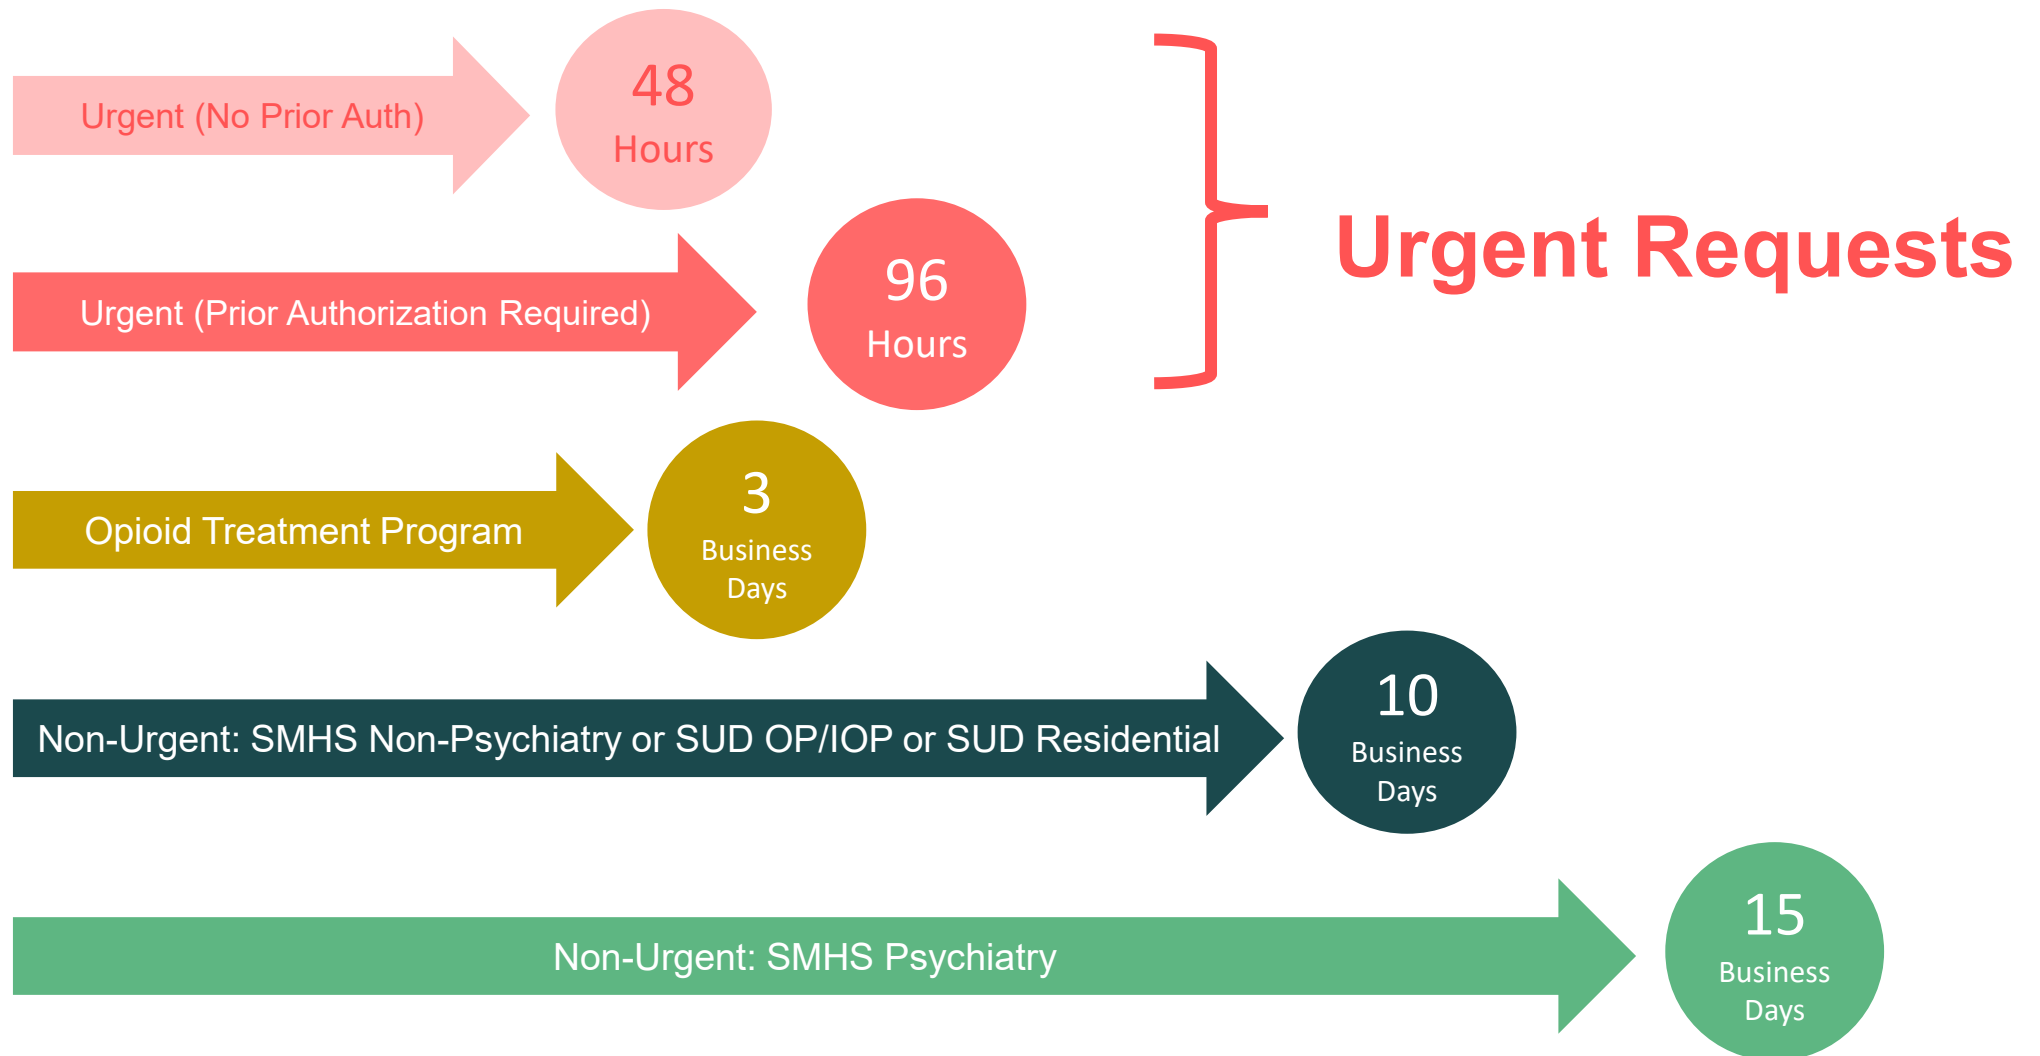 Urgent (No Prior Auth)
48
Hours
Urgent Requests
Urgent (Prior Authorization Required)
96
Hours
Opioid Treatment Program
3
Business
Days
Non-Urgent: SMHS Non-Psychiatry or SUD OP/IOP or SUD Residential
10
Business
Days
Non-Urgent: SMHS Psychiatry
15
Business
Days